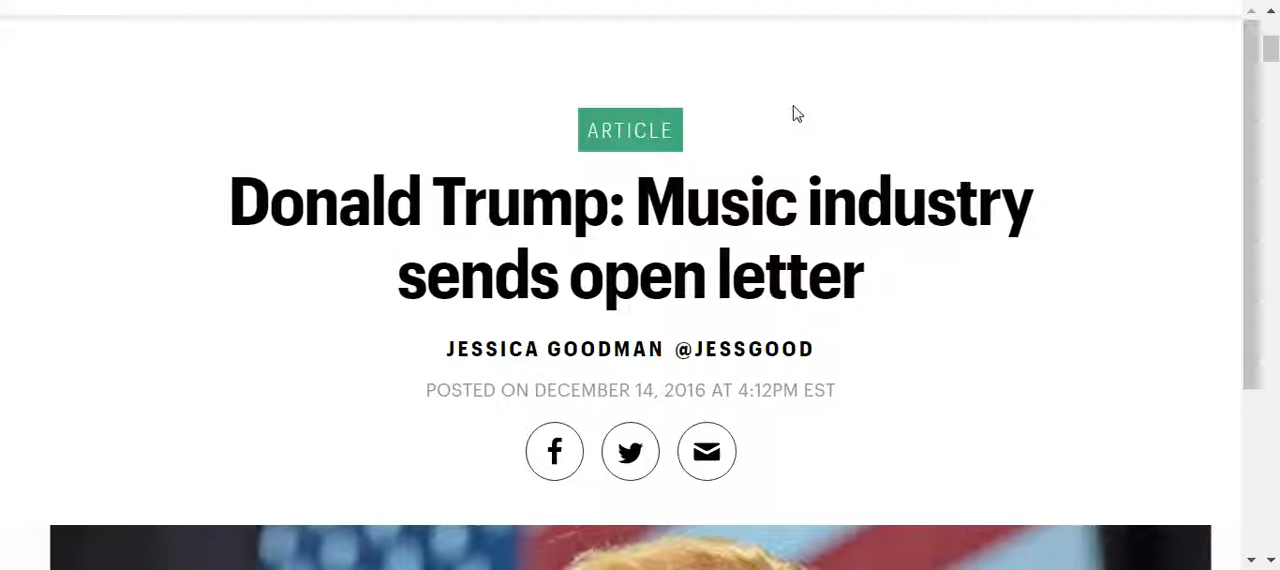 ARTICLE
Donald Trump: Music industry
sends open letter
JESSICA GOODMAN @JESSGOOD
POSTED ON DECEMBER 14, 2016 AT 4:12PM EST